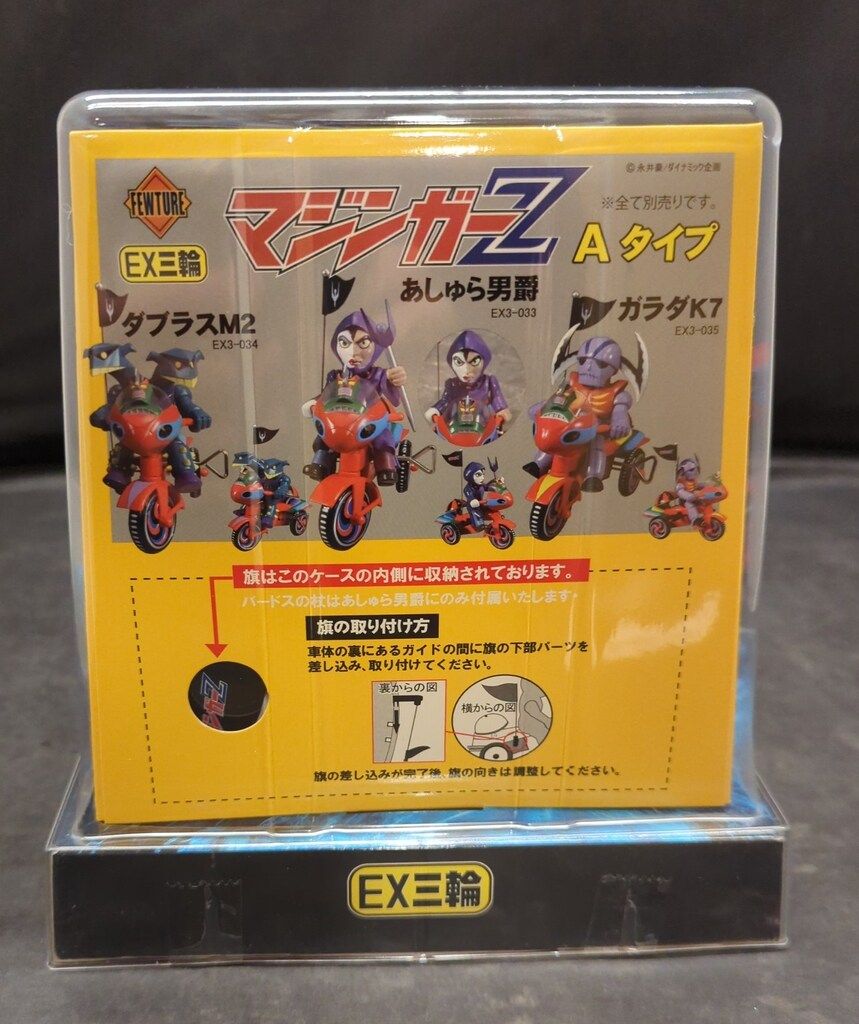 ©永井豪/ダイナミック企画
FEWTURE
マジンガーZ
※全て別売りです。
EX三輪
Aタイプ
あしゅら男爵
EX3-033
ダブラスM2
EX3-034
ガラダK7
EX3-035
旗はこのケースの内側に収納されております。
バードスの杖はあしゅら男爵にのみ付属いたします。
旗の取り付け方
車体の裏にあるガイドの間に旗の下部パーツを
差し込み、取り付けてください。
裏からの図
横からの図
旗の差し込みが完了後、旗の向きは調整してください。
EX三輪